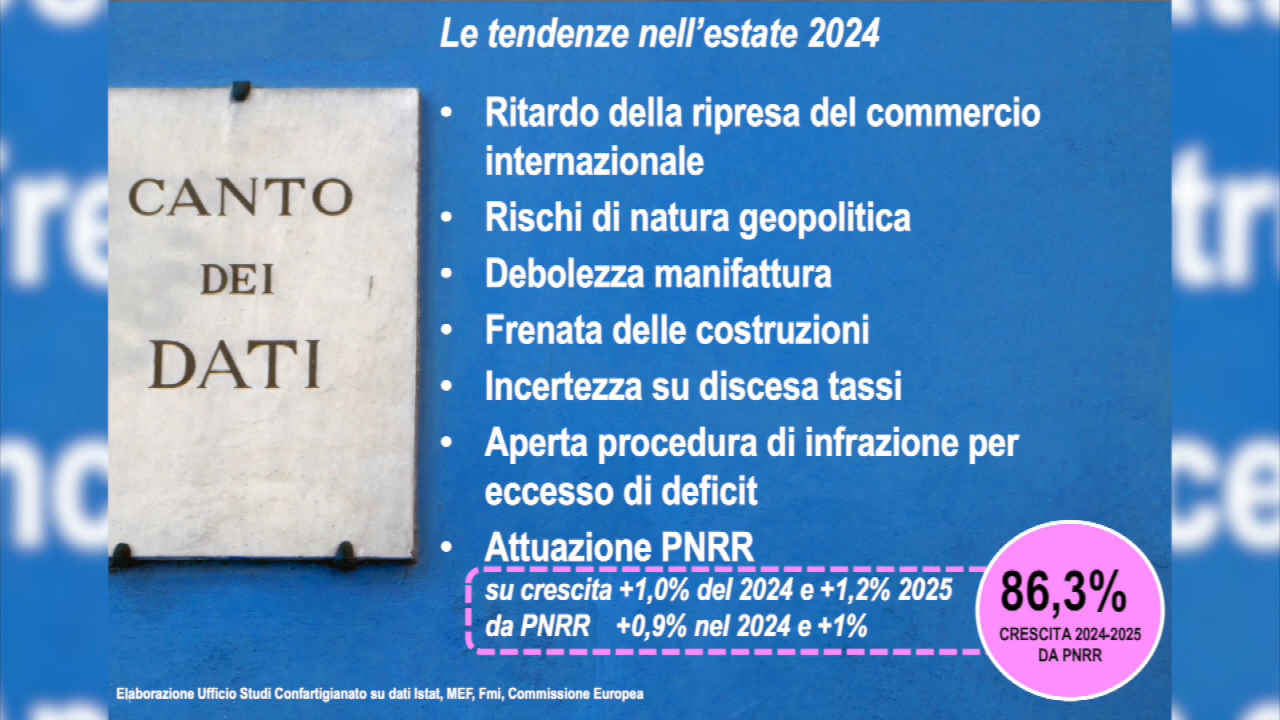 Le tendenze nell'estate 2024
CANTO
DEI
DATI
• Ritardo della ripresa del commercio
internazionale
• Rischi di natura geopolitica
• Debolezza manifattura
• Frenata delle costruzioni
• Incertezza su discesa tassi
• Aperta procedura di infrazione per
eccesso di deficit
• Attuazione PNRR
su crescita +1,0% del 2024 e +1,2% 2025
da PNRR +0,9% nel 2024 e +1%
86,3%
CRESCITA 2024-2025
DA PNRR
Elaborazione Ufficio Studi Confartigianato su dati Istat, MEF, Fmi, Commissione Europea